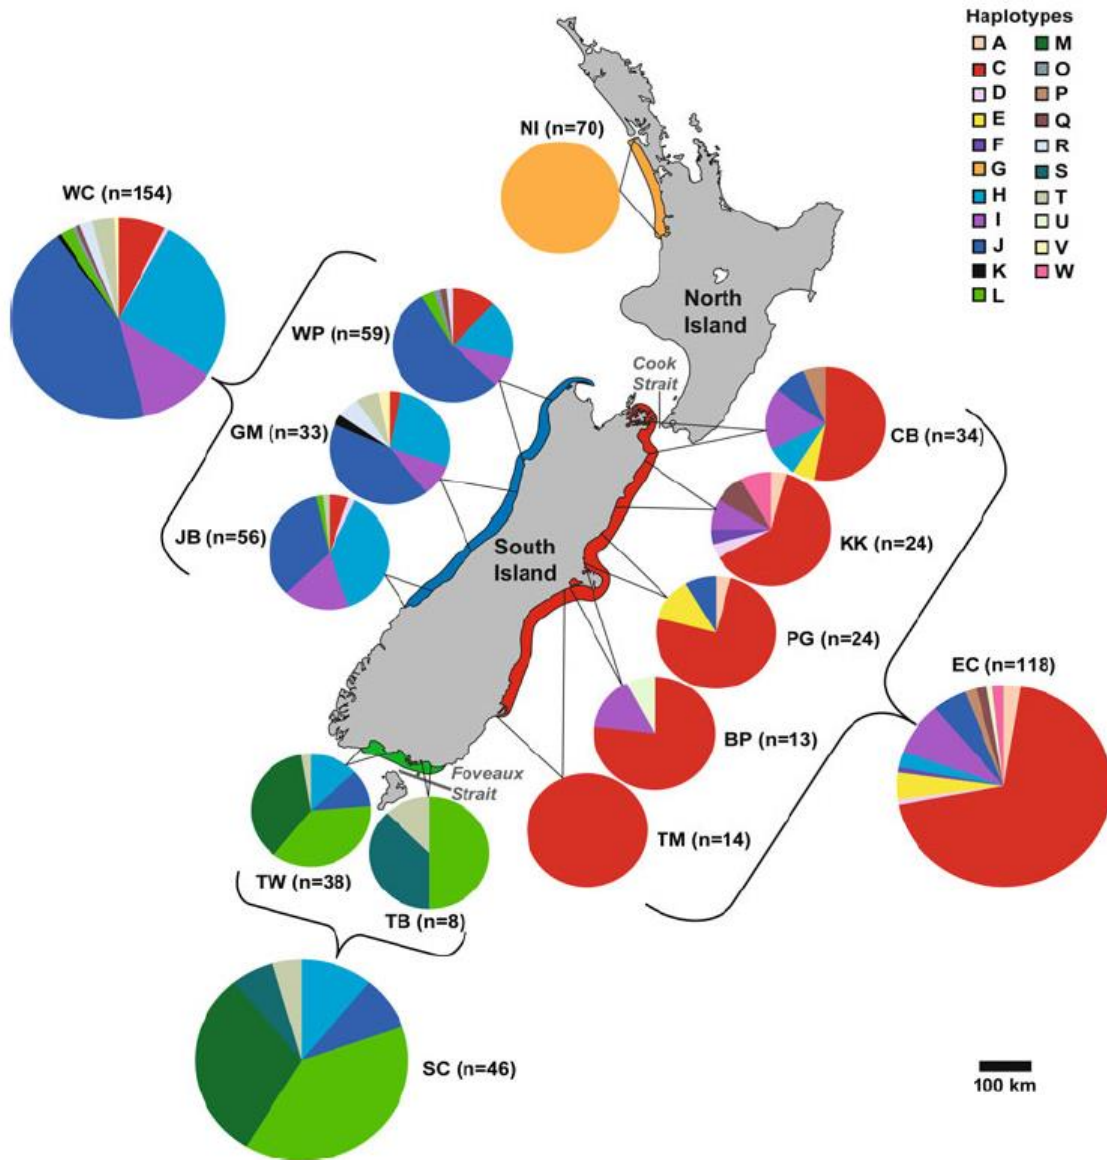 Haplotypes
A M
C O
D P
E Q
F R
G S
H T
I U
J V
K W
L
NI (n=70)
WC (n=154)
North
Island
WP (n=59)
Cook
Strait
GM (n=33)
CB (n=34)
JB (n=56)
South
Island
KK (n=24)
PG (n=24)
EC (n=118)
BP (n=13)
Foveaux
Strait
TM (n=14)
TW (n=38)
TB (n=8)
SC (n=46)
100 km